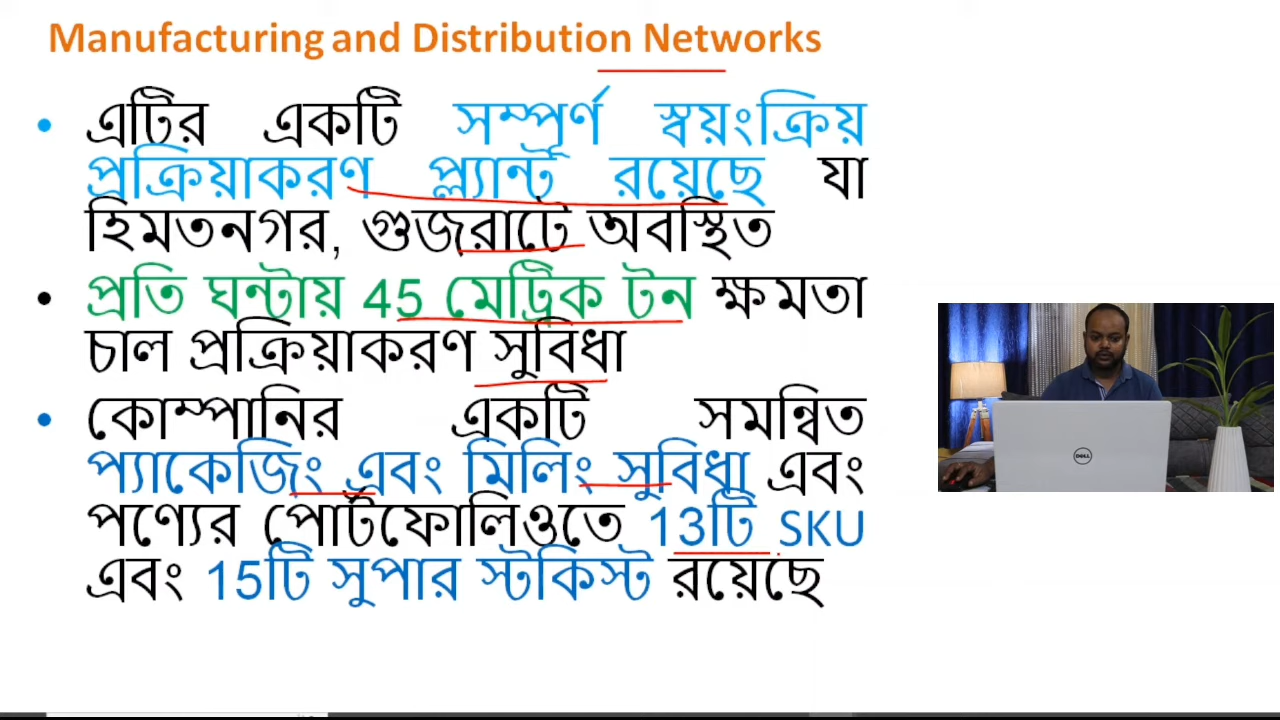 Manufacturing and Distribution Networks
• এটির একটি সম্পূর্ণ স্বয়ংক্রিয়
প্রক্রিয়াকরণ প্ল্যান্ট রয়েছে যা
হিমতনগর, গুজরাটে অবস্থিত
• প্রতি ঘন্টায় 45 মেট্রিক টন ক্ষমতা
চাল প্রক্রিয়াকরণ সুবিধা
• কোম্পানির একটি সমন্বিত
প্যাকেজিং এবং মিলিং সুবিধা এবং
পণ্যের পোর্টফোলিওতে 13টি SKU
এবং 15টি সুপার স্টকিস্ট রয়েছে
DELL